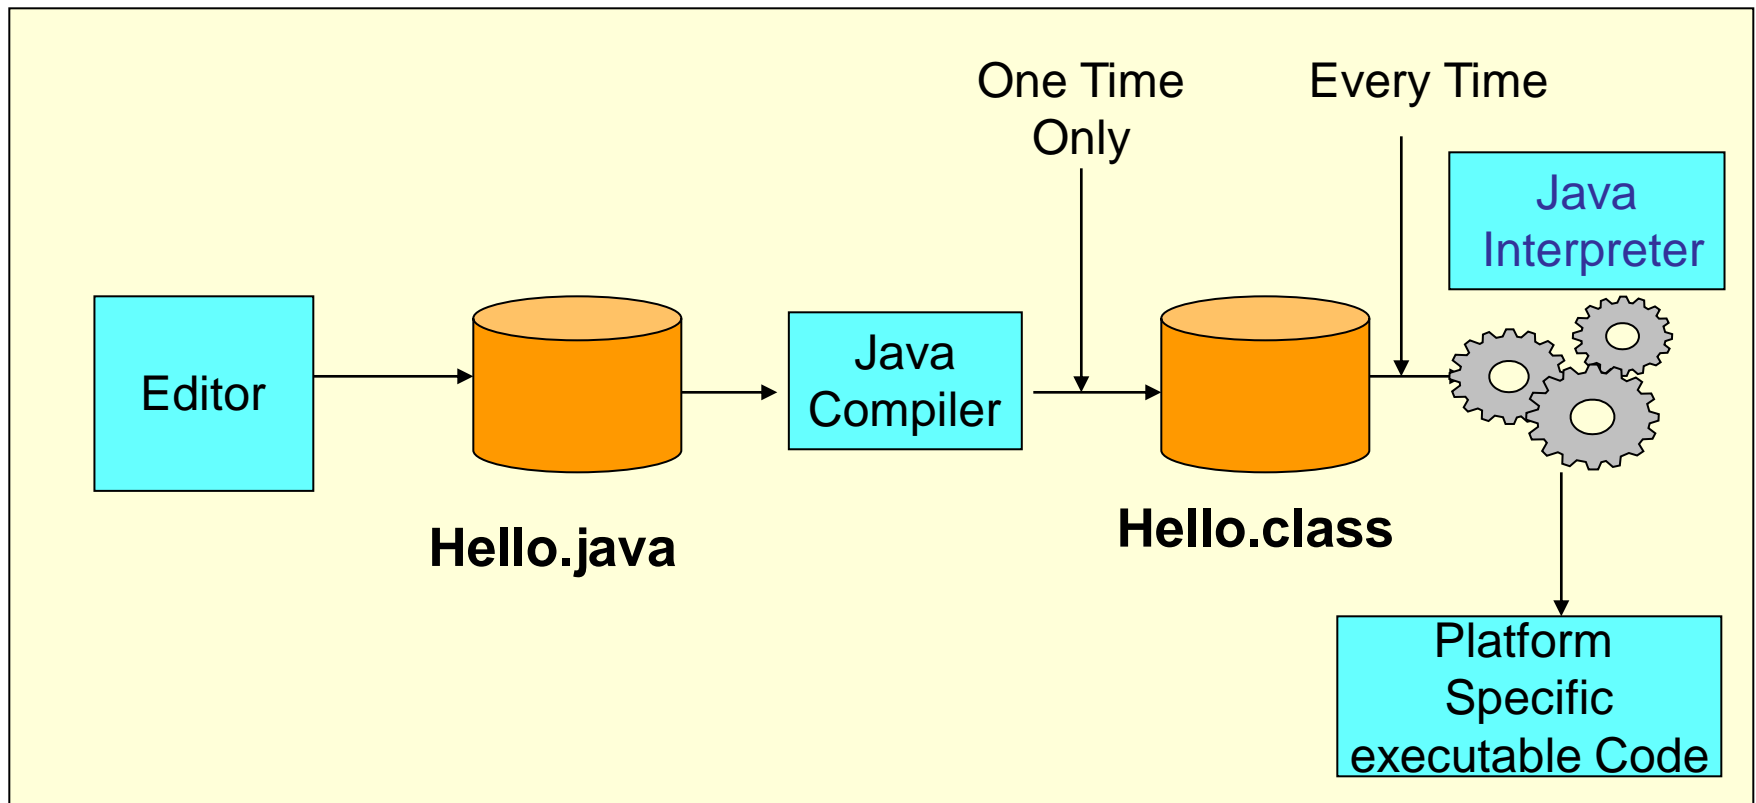 One Time
Only
Every Time
Java
Interpreter
Editor
Java
Compiler
Hello.java
Hello.class
Platform
Specific
executable Code